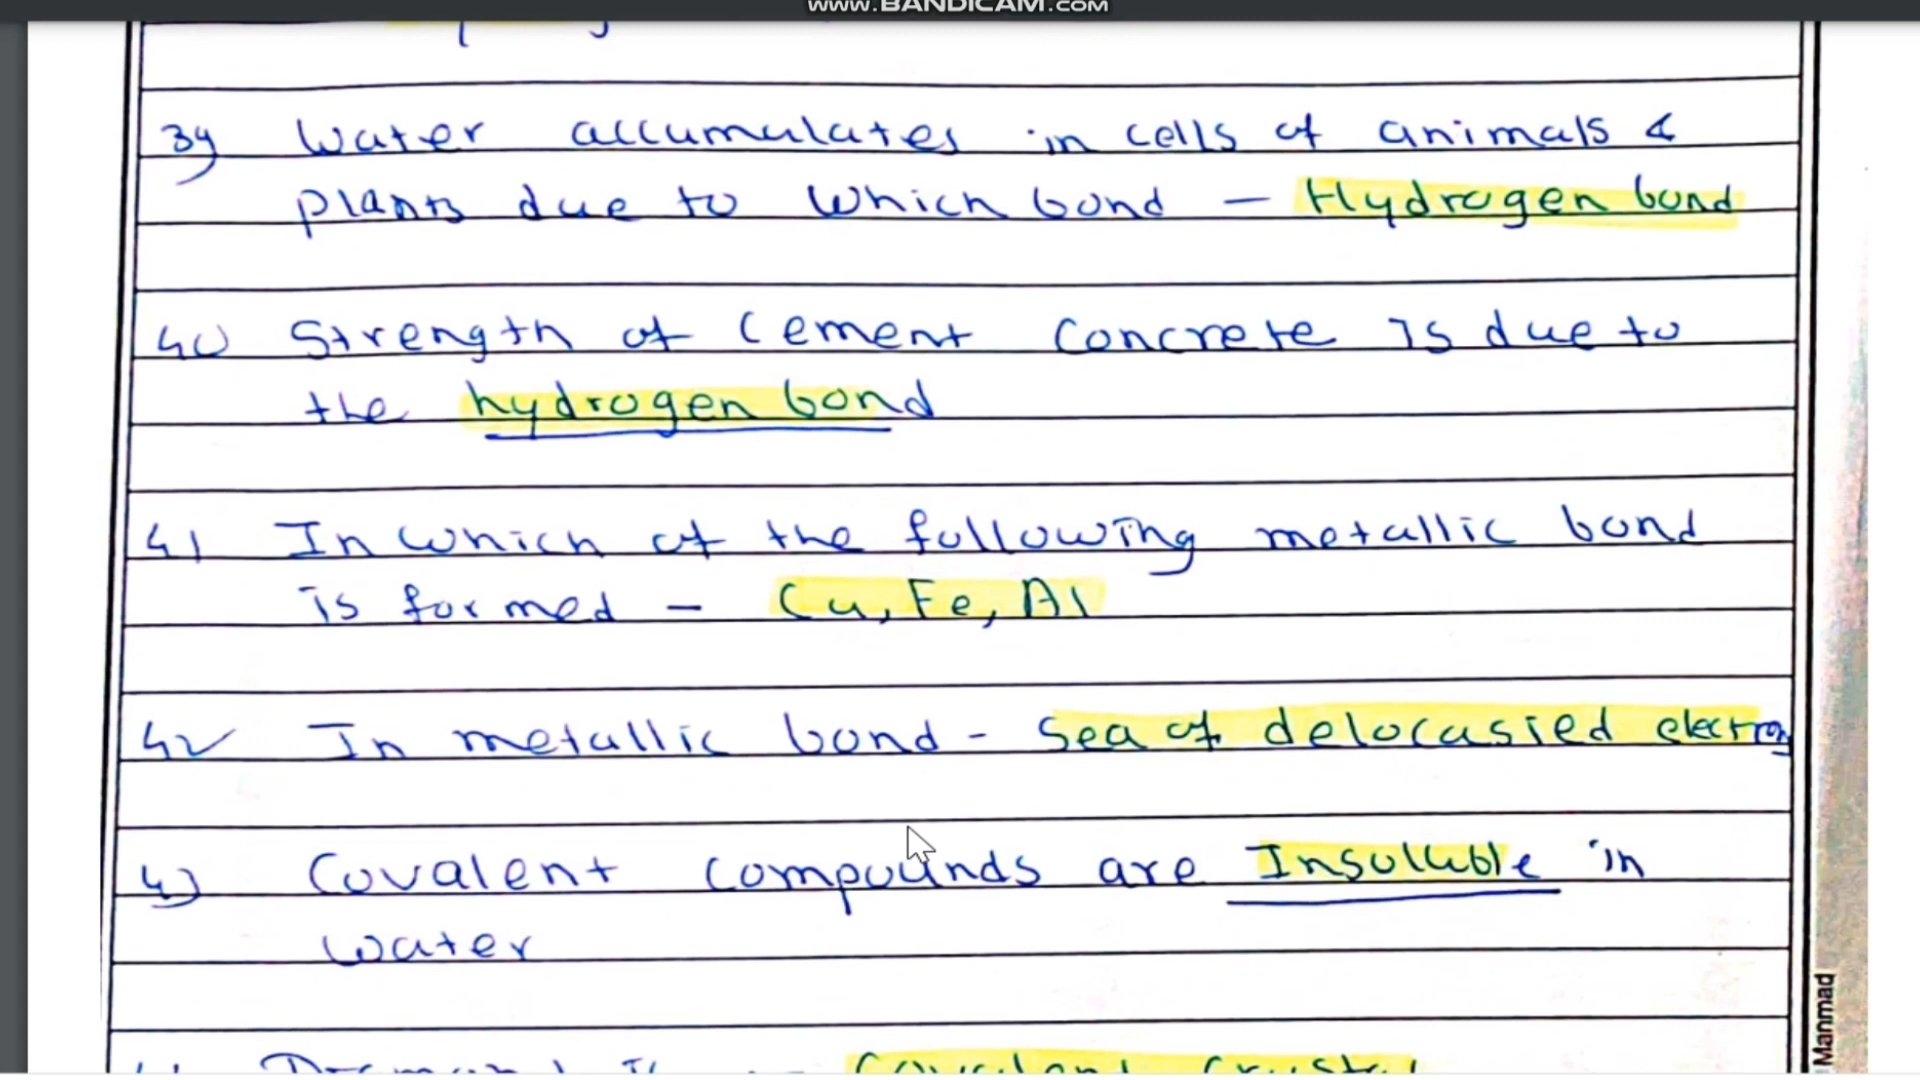 WWW.BANDICAM.COM
39 Water accumulates in cells of animals &
plants due to which bond - Hydrogen bond
40 Strength of Cement Concrete is due to
the hydrogen bond
41 In which of the following metallic bond
is formed - Cu, Fe, Al
42 In metallic bond - Sea of delocasied electrons
43 Covalent compounds are Insoluble in
water
Manmad